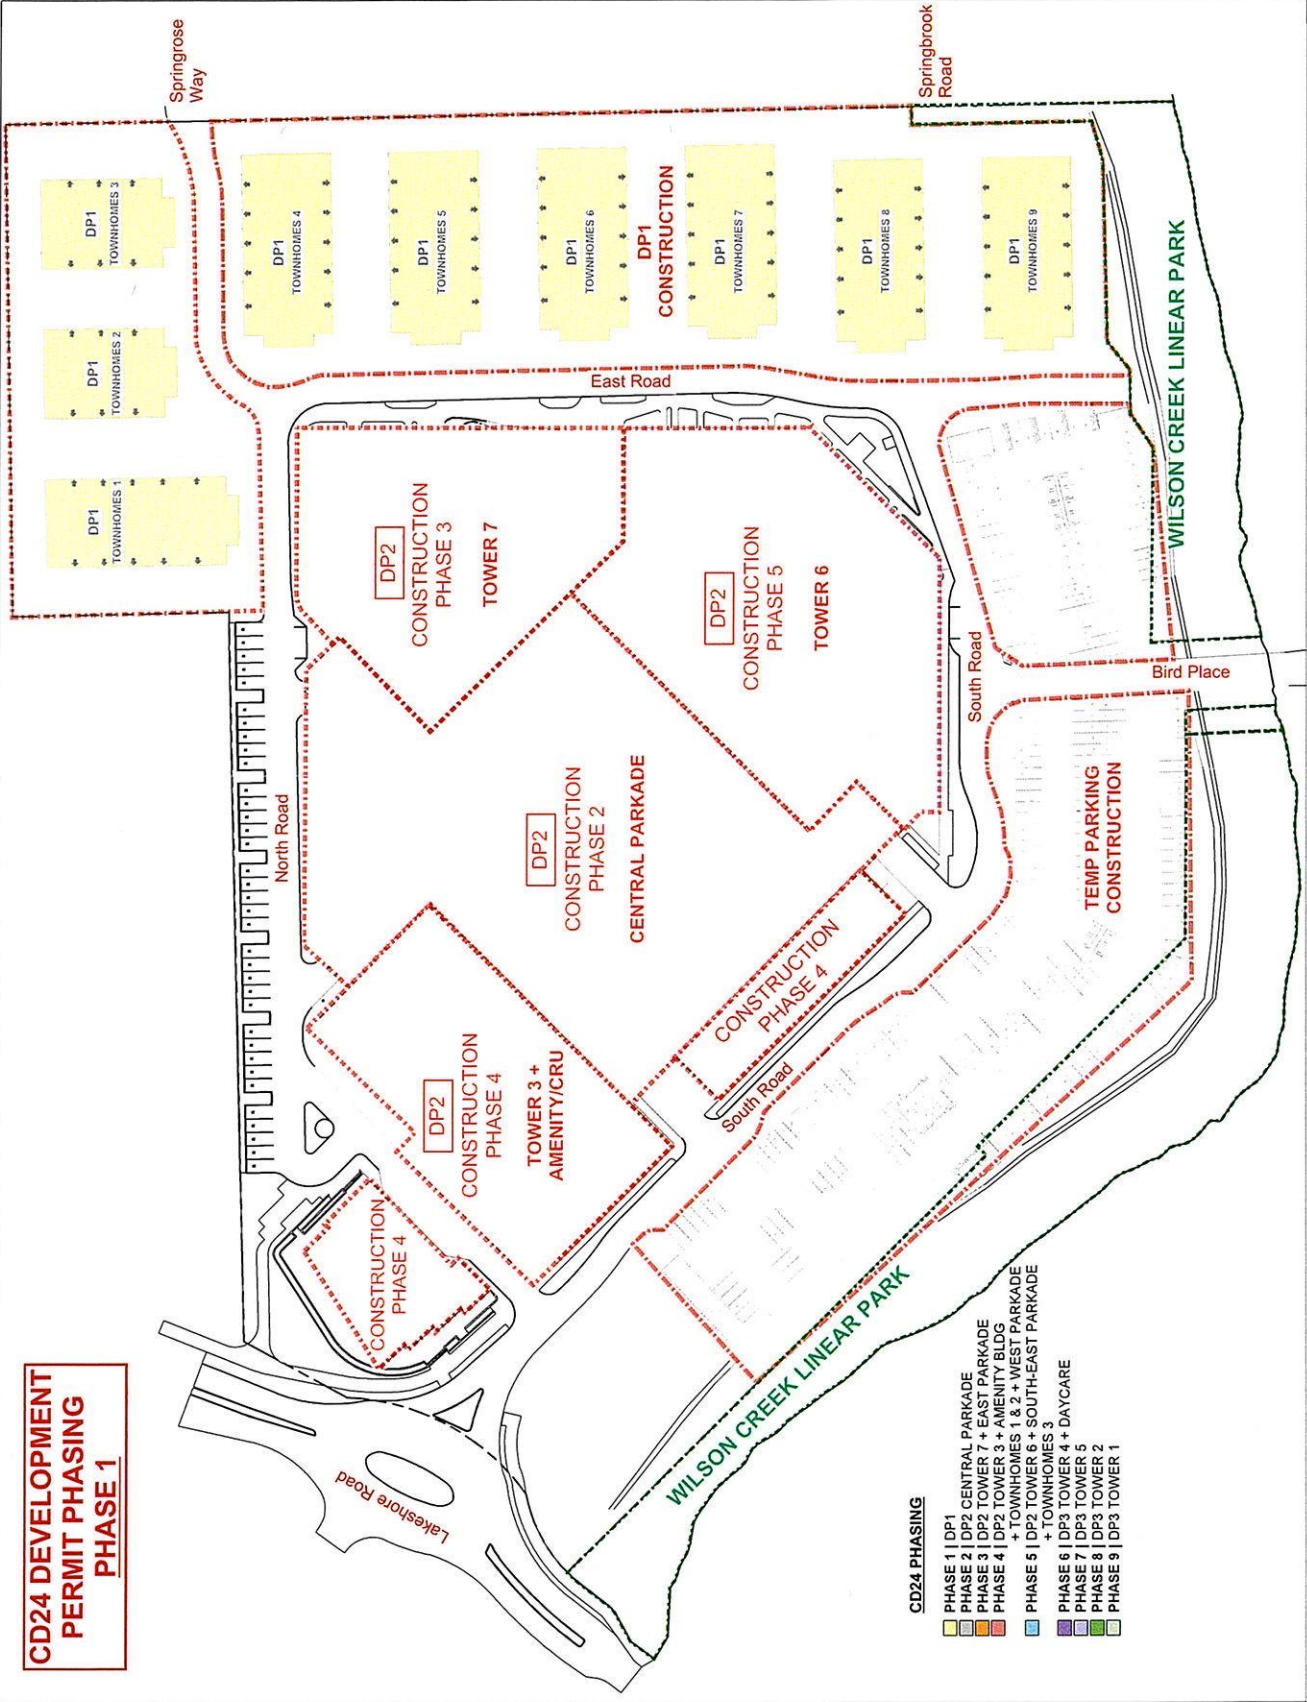 CD24 DEVELOPMENT
PERMIT PHASING
PHASE 1
Springrose
Way
Springbrook
Road
DP1
TOWNHOMES 1
DP1
TOWNHOMES 2
DP1
TOWNHOMES 3
DP1
TOWNHOMES 4
DP1
TOWNHOMES 5
DP1
TOWNHOMES 6
DP1
CONSTRUCTION
DP1
TOWNHOMES 7
DP1
TOWNHOMES 8
DP1
TOWNHOMES 9
North Road
East Road
DP2
CONSTRUCTION
PHASE 3
TOWER 7
DP2
CONSTRUCTION
PHASE 5
TOWER 6
DP2
CONSTRUCTION
PHASE 2
CENTRAL PARKADE
DP2
CONSTRUCTION
PHASE 4
TOWER 3 +
AMENITY/CRU
CONSTRUCTION
PHASE 4
CONSTRUCTION
PHASE 4
South Road
South Road
Bird Place
TEMP PARKING
CONSTRUCTION
Lakeshore Road
WILSON CREEK LINEAR PARK
WILSON CREEK LINEAR PARK
CD24 PHASING
PHASE 1 | DP1
PHASE 2 | DP2 CENTRAL PARKADE
PHASE 3 | DP2 TOWER 7 + EAST PARKADE
PHASE 4 | DP2 TOWER 3 + AMENITY BLDG
+ TOWNHOMES 1 & 2 + WEST PARKADE
PHASE 5 | DP2 TOWER 6 + SOUTH-EAST PARKADE
+ TOWNHOMES 3
PHASE 6 | DP3 TOWER 4 + DAYCARE
PHASE 7 | DP3 TOWER 5
PHASE 8 | DP3 TOWER 2
PHASE 9 | DP3 TOWER 1